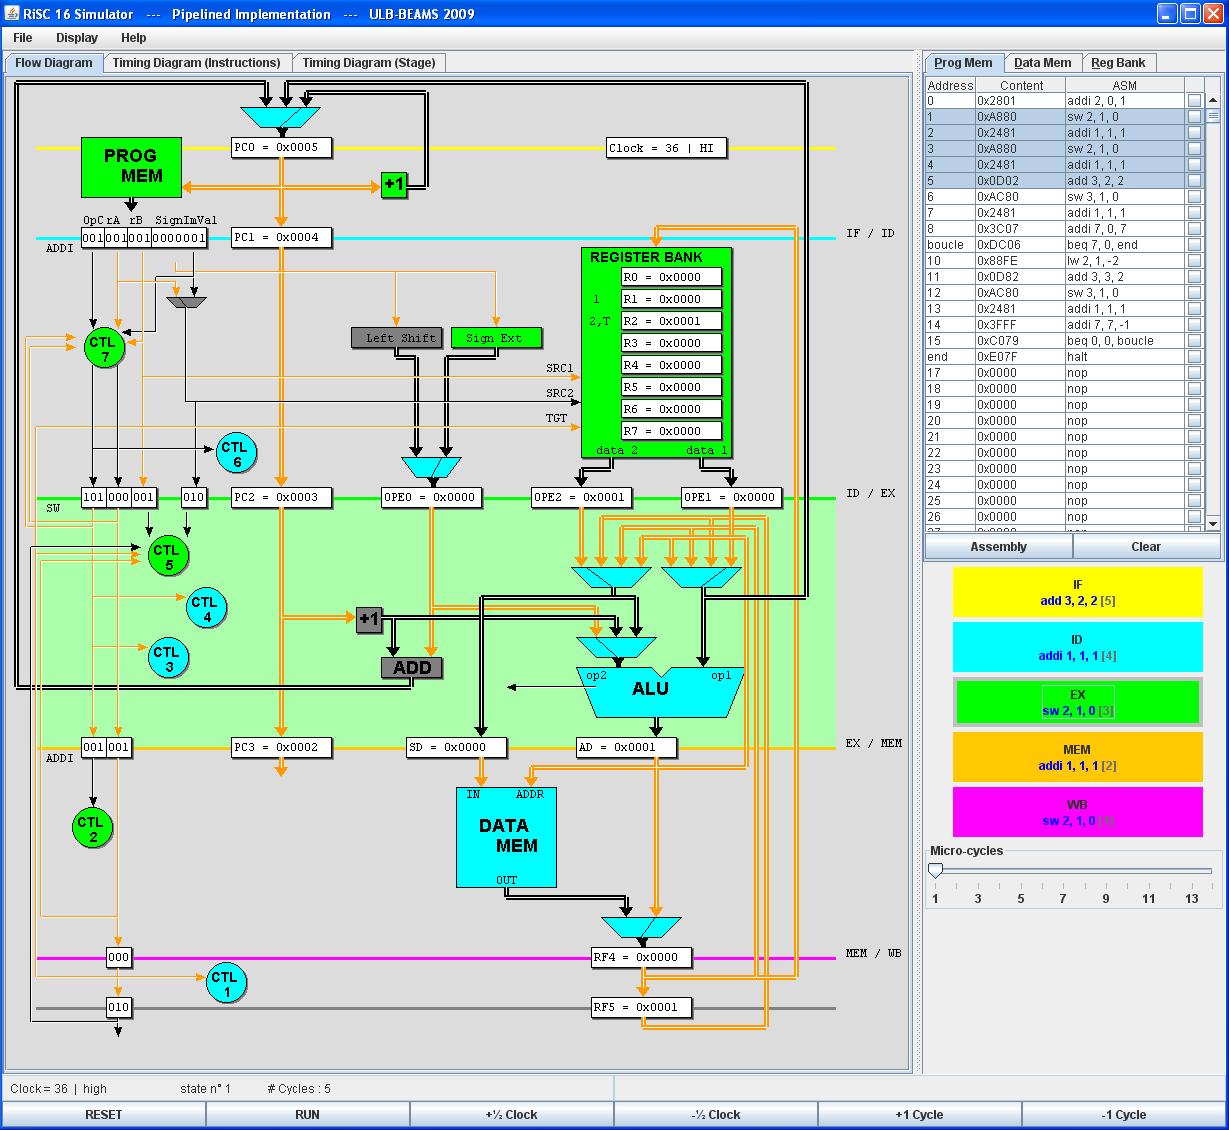 RiSC 16 Simulator --- Pipelined Implementation --- ULB-BEAMS 2009
File Display Help
Flow Diagram Timing Diagram (Instructions) Timing Diagram (Stage)
PROG MEM
PC0 = 0x0005
Clock = 36 | HI
+1
OpC rA rB SignImVal
001 001 001 0000001
ADDI
PC1 = 0x0004
IF / ID
REGISTER BANK
R0 = 0x0000
1 R1 = 0x0000
2,T R2 = 0x0001
R3 = 0x0000
R4 = 0x0000
R5 = 0x0000
R6 = 0x0000
R7 = 0x0000
data 2 data 1
CTL 7
Left Shift
Sign Ext
SRC1
SRC2
TGT
CTL 6
101 000 001 010
SW
PC2 = 0x0003
OPE0 = 0x0000
OPE2 = 0x0001
OPE1 = 0x0000
ID / EX
CTL 5
CTL 4
CTL 3
+1
ADD
op2 ALU op1
001 001
ADDI
PC3 = 0x0002
SD = 0x0000
AD = 0x0001
EX / MEM
CTL 2
IN ADDR
DATA MEM
OUT
000
RF4 = 0x0000
MEM / WB
CTL 1
010
RF5 = 0x0001
Prog Mem Data Mem Reg Bank
Address Content ASM
0 0x2801 addi 2, 0, 1
1 0xA880 sw 2, 1, 0
2 0x2481 addi 1, 1, 1
3 0xA880 sw 2, 1, 0
4 0x2481 addi 1, 1, 1
5 0x0D02 add 3, 2, 2
6 0xAC80 sw 3, 1, 0
7 0x2481 addi 1, 1, 1
8 0x3C07 addi 7, 0, 7
boucle 0xDC06 beq 7, 0, end
10 0x88FE lw 2, 1, -2
11 0x0D82 add 3, 3, 2
12 0xAC80 sw 3, 1, 0
13 0x2481 addi 1, 1, 1
14 0x3FFF addi 7, 7, -1
15 0xC079 beq 0, 0, boucle
end 0xE07F halt
17 0x0000 nop
18 0x0000 nop
19 0x0000 nop
20 0x0000 nop
21 0x0000 nop
22 0x0000 nop
23 0x0000 nop
24 0x0000 nop
25 0x0000 nop
26 0x0000 nop
Assembly Clear
IF
add 3, 2, 2 [5]
ID
addi 1, 1, 1 [4]
EX
sw 2, 1, 0 [3]
MEM
addi 1, 1, 1 [2]
WB
sw 2, 1, 0 [1]
Micro-cycles
1 3 5 7 9 11 13
Clock = 36 | high state n° 1 # Cycles : 5
RESET RUN +½ Clock -½ Clock +1 Cycle -1 Cycle